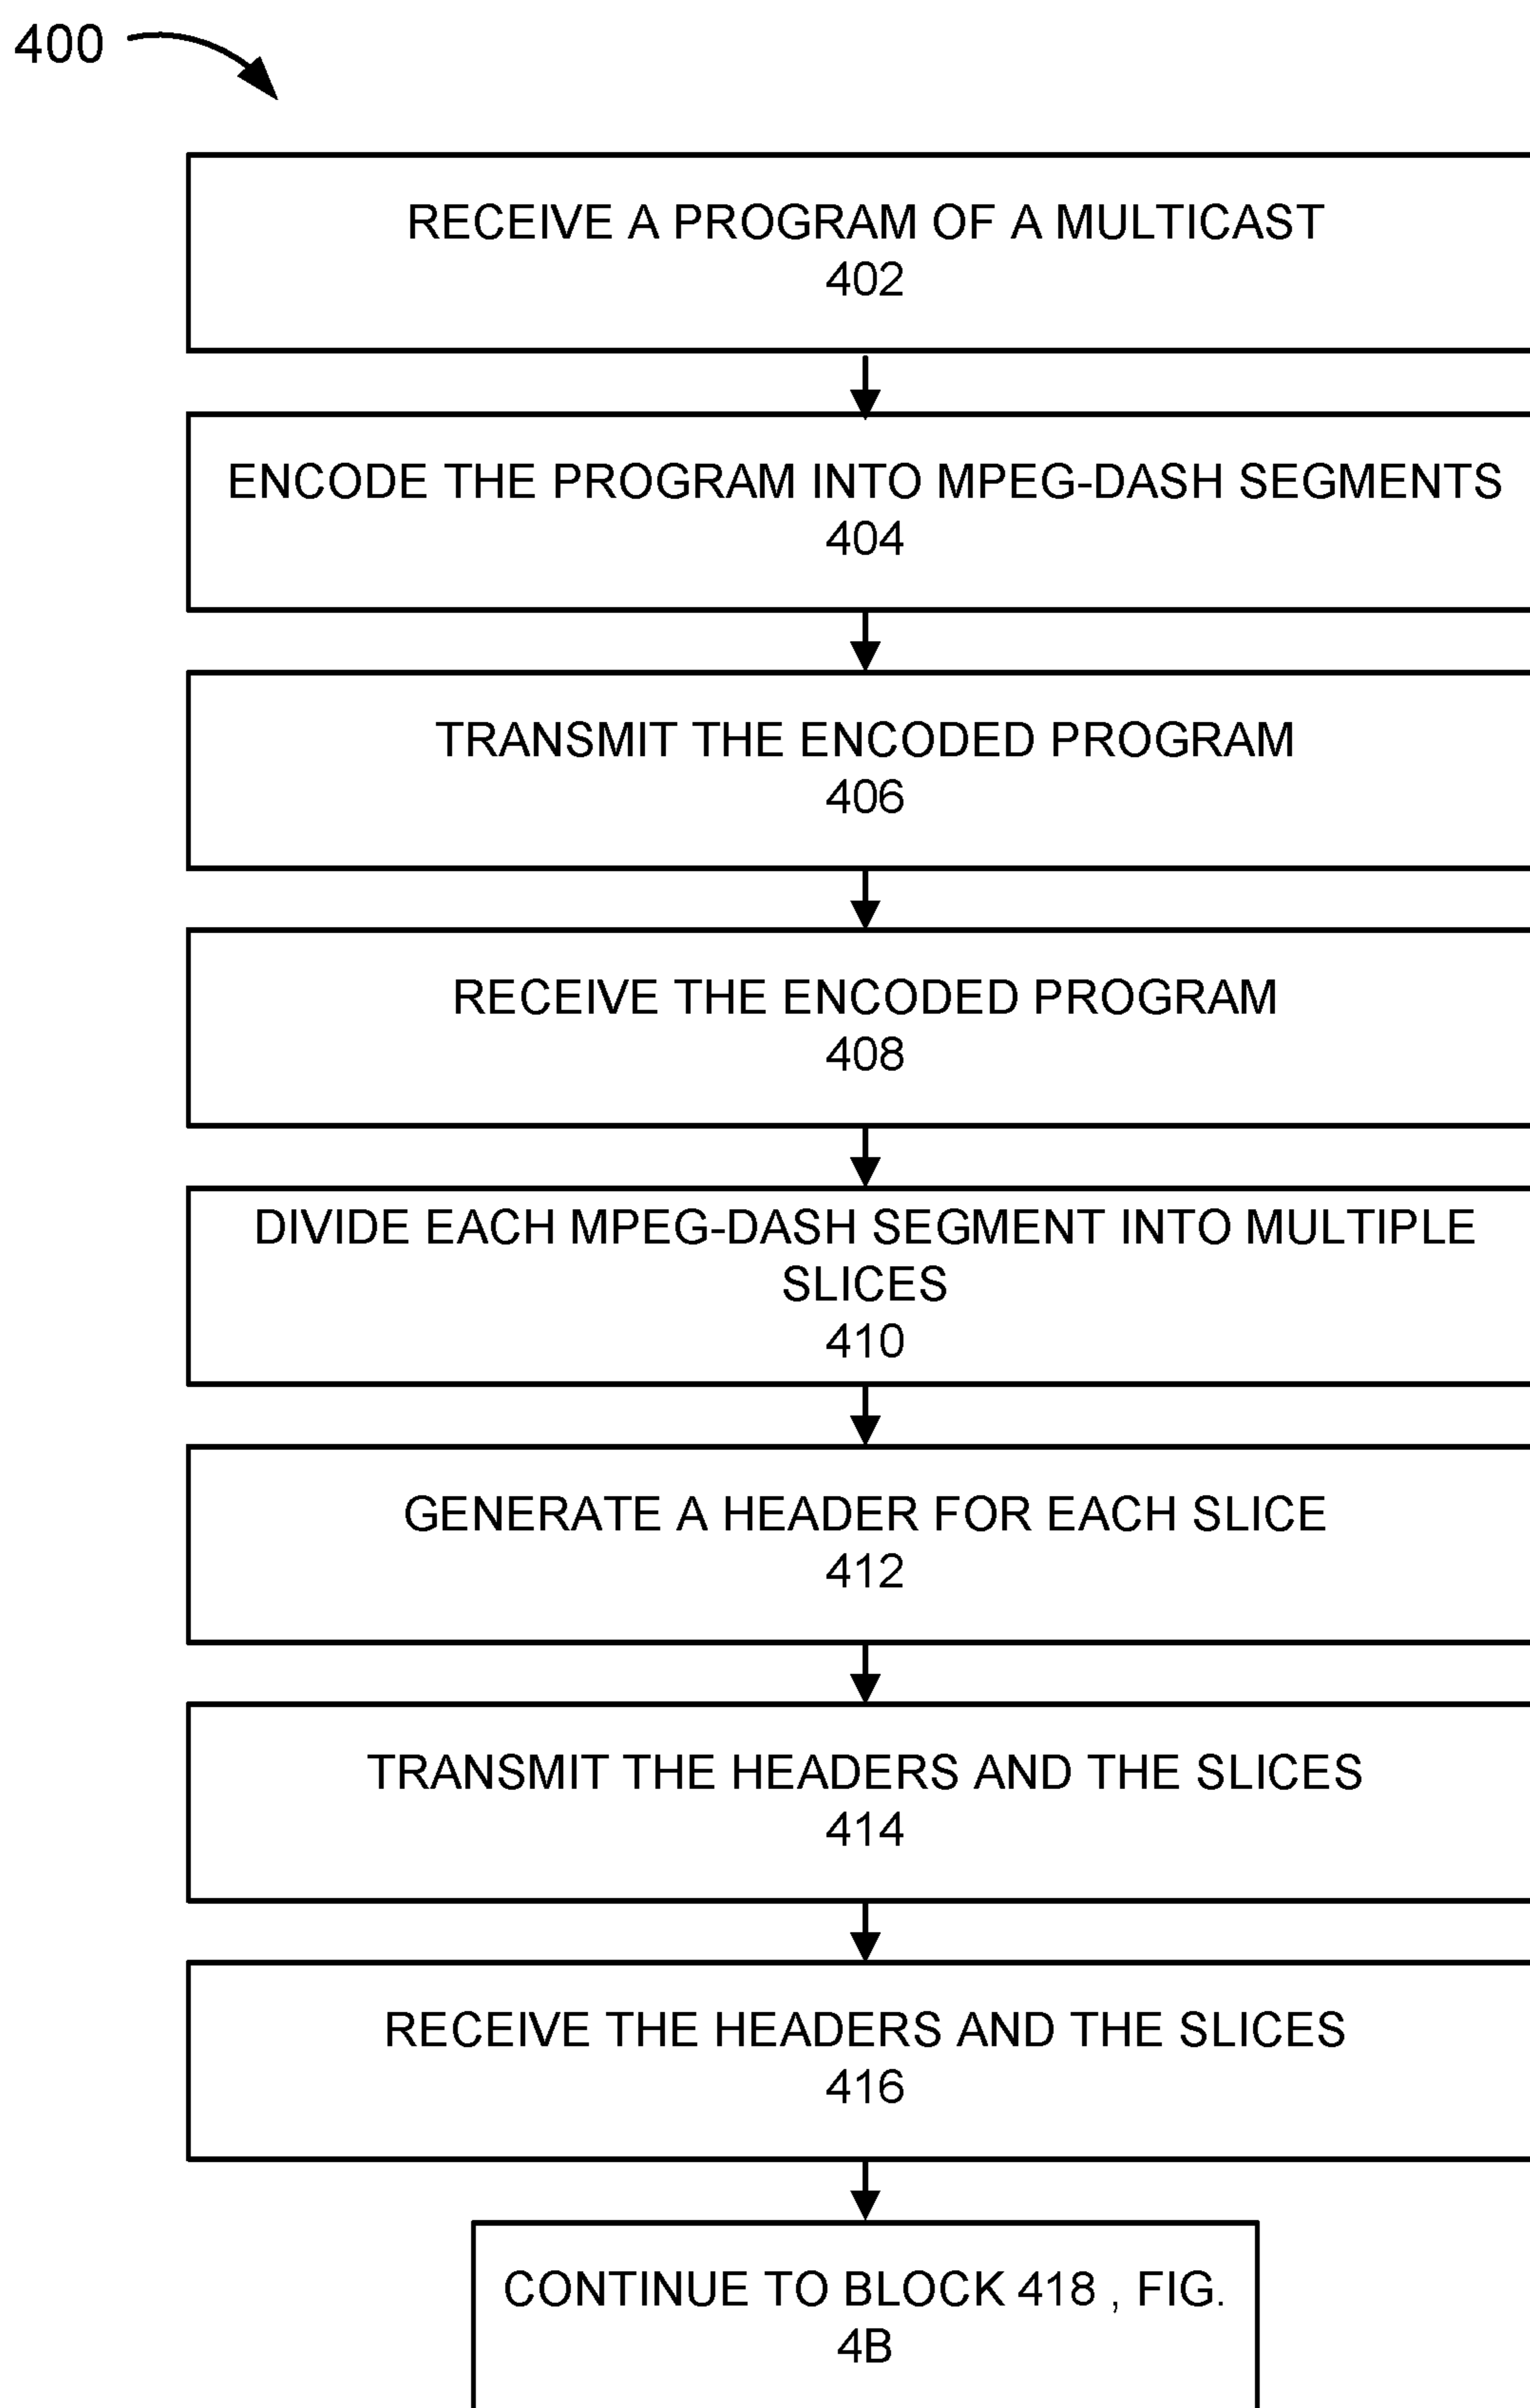 400
RECEIVE A PROGRAM OF A MULTICAST
402
ENCODE THE PROGRAM INTO MPEG-DASH SEGMENTS
404
TRANSMIT THE ENCODED PROGRAM
406
RECEIVE THE ENCODED PROGRAM
408
DIVIDE EACH MPEG-DASH SEGMENT INTO MULTIPLE
SLICES
410
GENERATE A HEADER FOR EACH SLICE
412
TRANSMIT THE HEADERS AND THE SLICES
414
RECEIVE THE HEADERS AND THE SLICES
416
CONTINUE TO BLOCK 418 , FIG.
4B